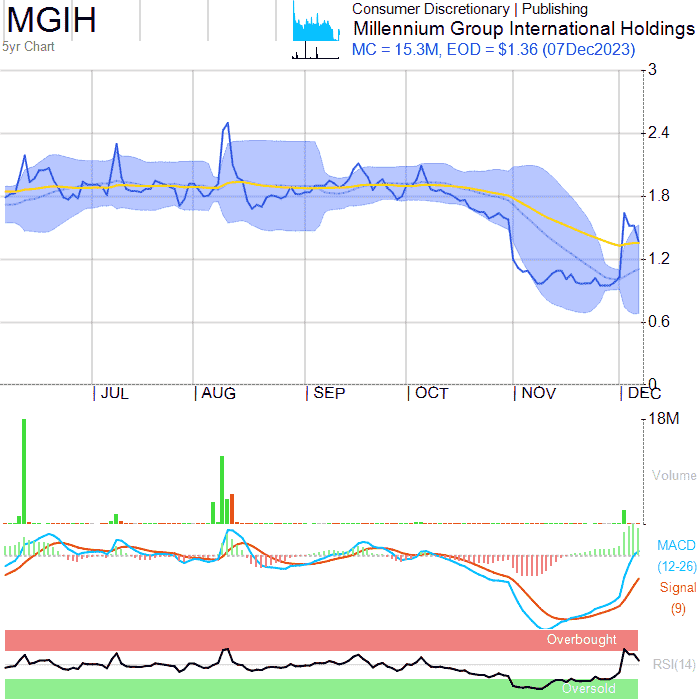 MGIH
5yr Chart
Consumer Discretionary | Publishing
Millennium Group International Holdings
MC = 15.3M, EOD = $1.36 (07Dec2023)
3
2.4
1.8
1.2
0.6
0
JUL
AUG
SEP
OCT
NOV
DEC
18M
Volume
MACD
(12-26)
Signal
(9)
Overbought
RSI(14)
Oversold